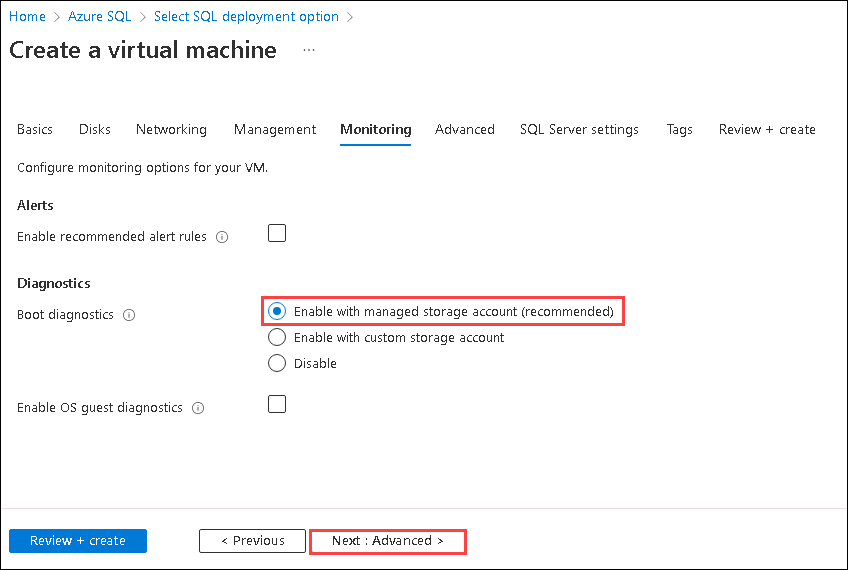 Home > Azure SQL > Select SQL deployment option >
Create a virtual machine ...
Basics Disks Networking Management Monitoring Advanced SQL Server settings Tags Review + create
Configure monitoring options for your VM.
Alerts
Enable recommended alert rules
Diagnostics
Boot diagnostics
Enable with managed storage account (recommended)
Enable with custom storage account
Disable
Enable OS guest diagnostics
Review + create < Previous Next : Advanced >